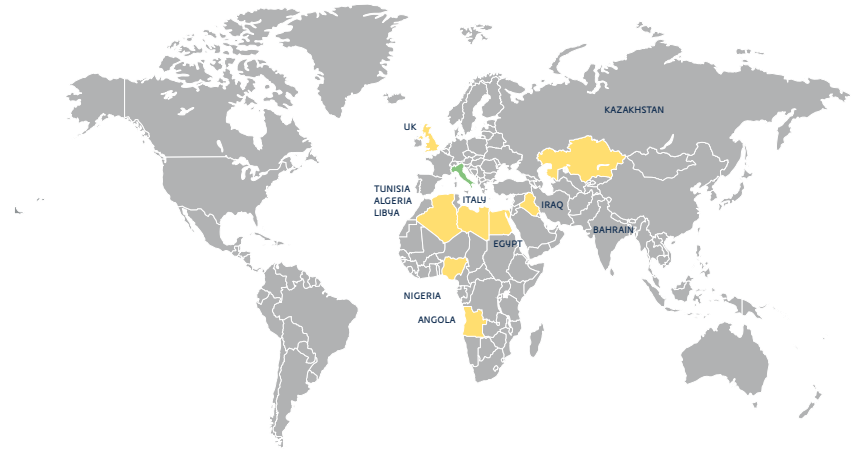 KAZAKHSTAN
UK
TUNISIA
ALGERIA
LIBYA
ITALY
IRAQ
BAHRAIN
EGYPT
NIGERIA
ANGOLA